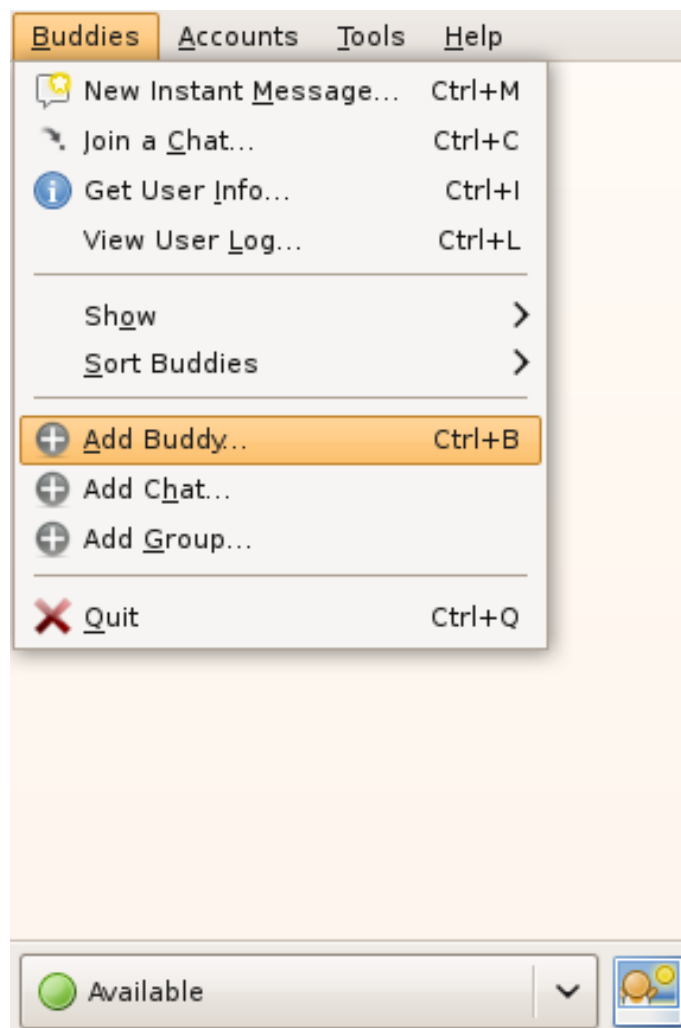 Buddies Accounts Tools Help
New Instant Message... Ctrl+M
Join a Chat... Ctrl+C
Get User Info... Ctrl+I
View User Log... Ctrl+L
Show
Sort Buddies
Add Buddy... Ctrl+B
Add Chat...
Add Group...
Quit Ctrl+Q
Available